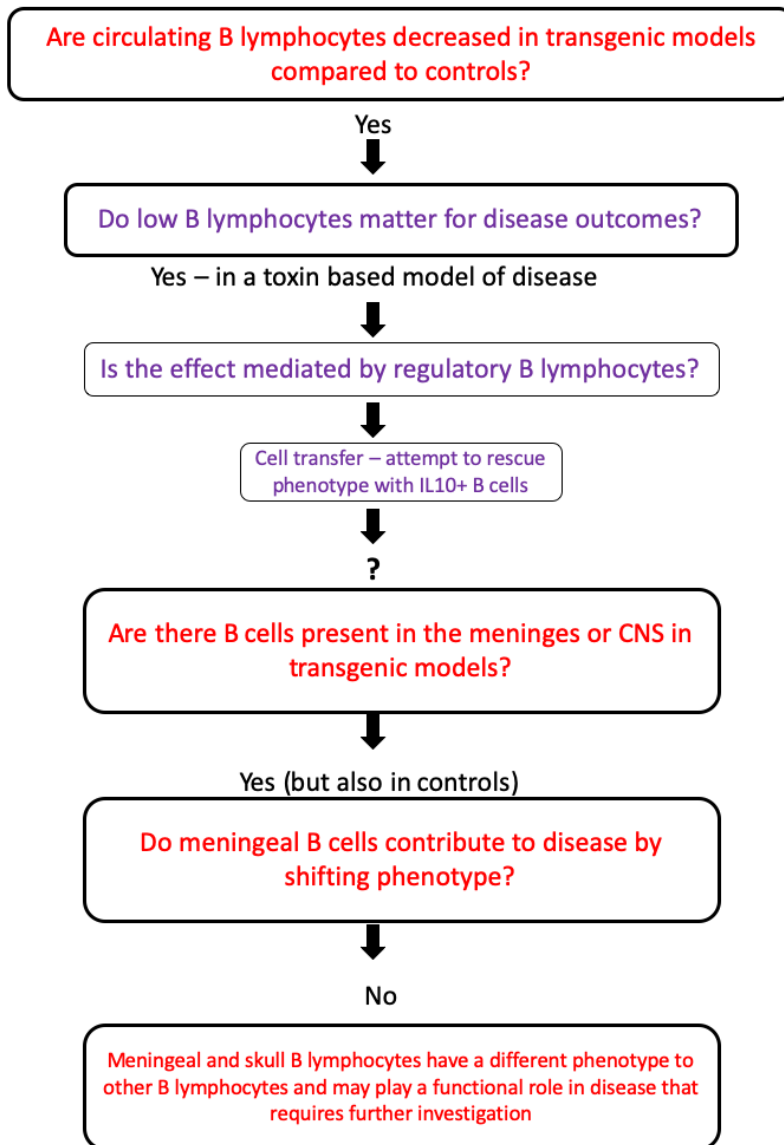 Are circulating B lymphocytes decreased in transgenic models
compared to controls?
Yes
Do low B lymphocytes matter for disease outcomes?
Yes – in a toxin based model of disease
Is the effect mediated by regulatory B lymphocytes?
Cell transfer – attempt to rescue
phenotype with IL10+ B cells
?
Are there B cells present in the meninges or CNS in
transgenic models?
Yes (but also in controls)
Do meningeal B cells contribute to disease by
shifting phenotype?
No
Meningeal and skull B lymphocytes have a different phenotype to
other B lymphocytes and may play a functional role in disease that
requires further investigation